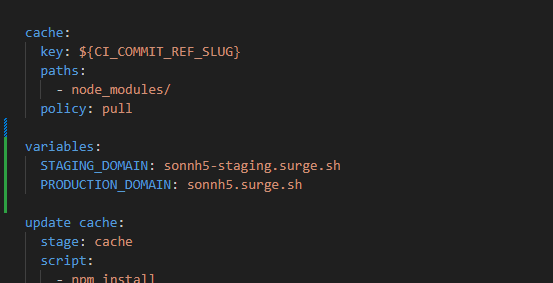 cache:
key: ${CI_COMMIT_REF_SLUG}
paths:
- node_modules/
policy: pull
variables:
STAGING_DOMAIN: sonnh5-staging.surge.sh
PRODUCTION_DOMAIN: sonnh5.surge.sh
update cache:
stage: cache
script:
- npm install